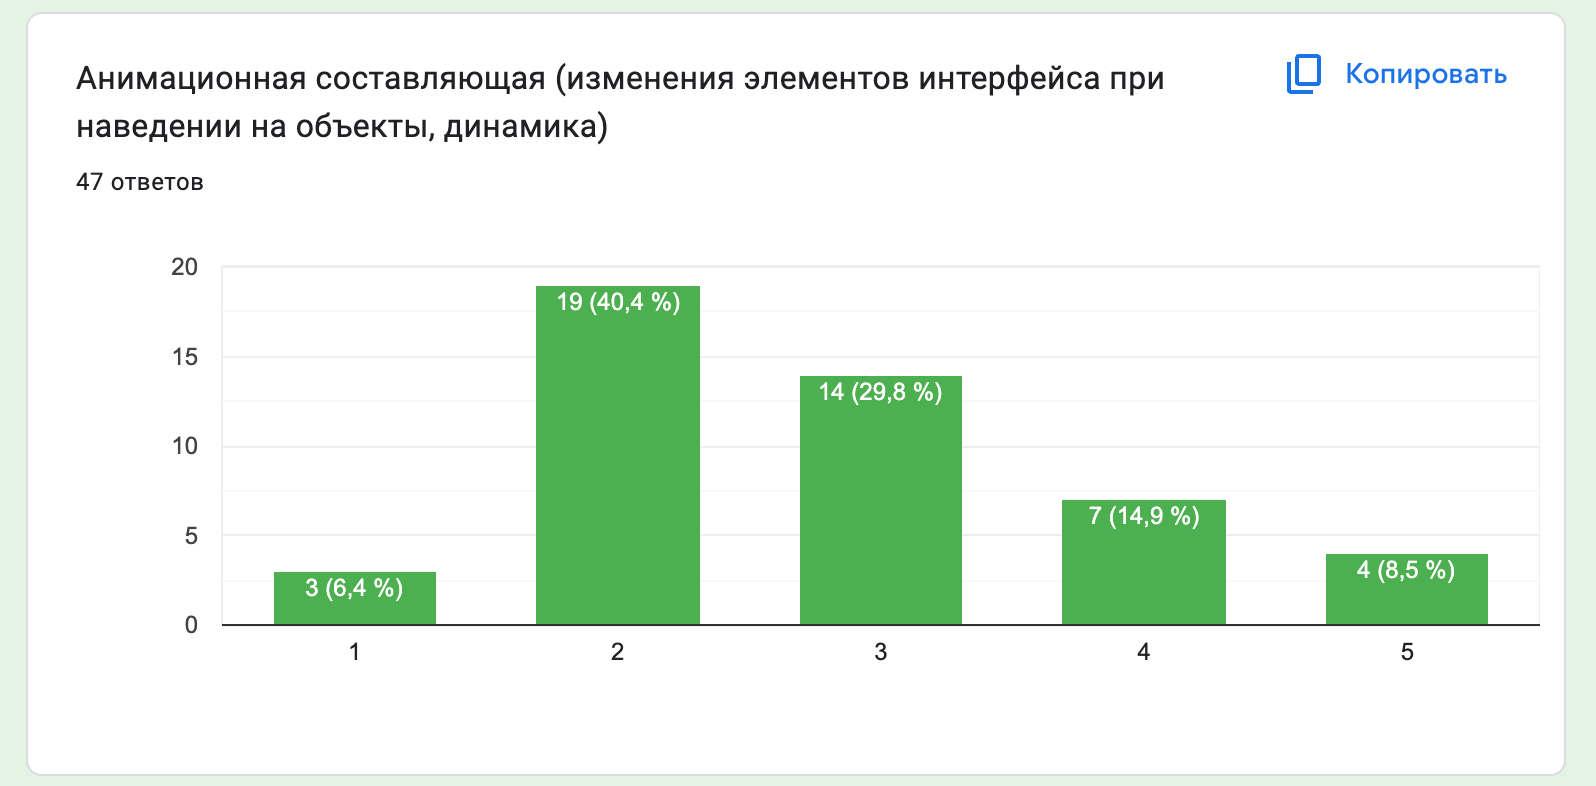 Анимационная составляющая (изменения элементов интерфейса при
наведении на объекты, динамика)
Копировать
47 ответов
20
15
10
5
0
3 (6,4 %)
19 (40,4 %)
14 (29,8 %)
7 (14,9 %)
4 (8,5 %)
1 2 3 4 5